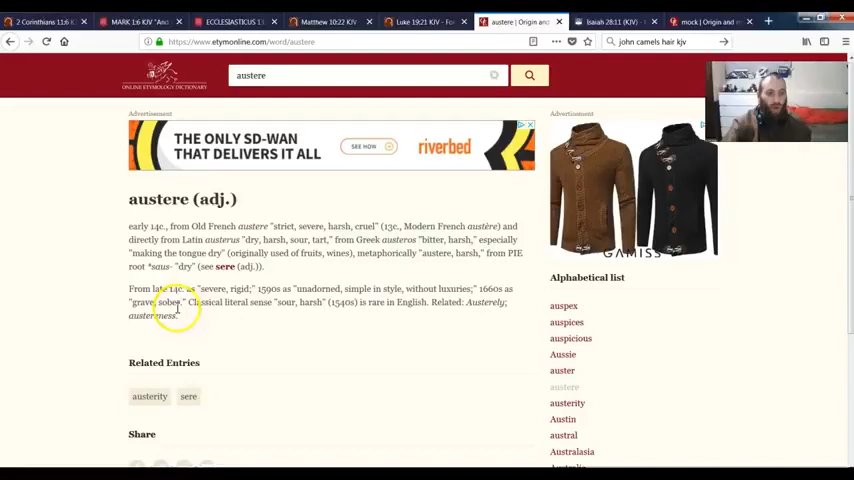 2 Corinthians 11:6 K
MARK 1:6 KJV "And
ECCLESIASTICUS 13:
Matthew 10:22 KJV
Luke 19:21 KJV - Fo
austere | Origin and
Isaiah 28:11 (KJV) -
mock | Origin and m
https://www.etymonline.com/word/austere
john camels hair kjv
ONLINE ETYMOLOGY DICTIONARY
austere
Advertisement
Advertisement
THE ONLY SD-WAN
THAT DELIVERS IT ALL
SEE NOW
riverbed
austere (adj.)
early 14c., from Old French austere "strict, severe, harsh, cruel" (13c., Modern French austère) and
directly from Latin austerus "dry, harsh, sour, tart," from Greek austeros "bitter, harsh," especially
"making the tongue dry" (originally used of fruits, wines), metaphorically "austere, harsh," from PIE
root *saus- "dry" (see sere (adj.)).
From late 14c. as "severe, rigid;" 1590s as "unadorned, simple in style, without luxuries;" 1660s as
"grave, sober." Classical literal sense "sour, harsh" (1540s) is rare in English. Related: Austerely;
austereness.
GAMISS
Alphabetical list
auspex
auspices
auspicious
Aussie
auster
austere
austerity
Austin
austral
Australasia
Australia
Related Entries
austerity
sere
Share